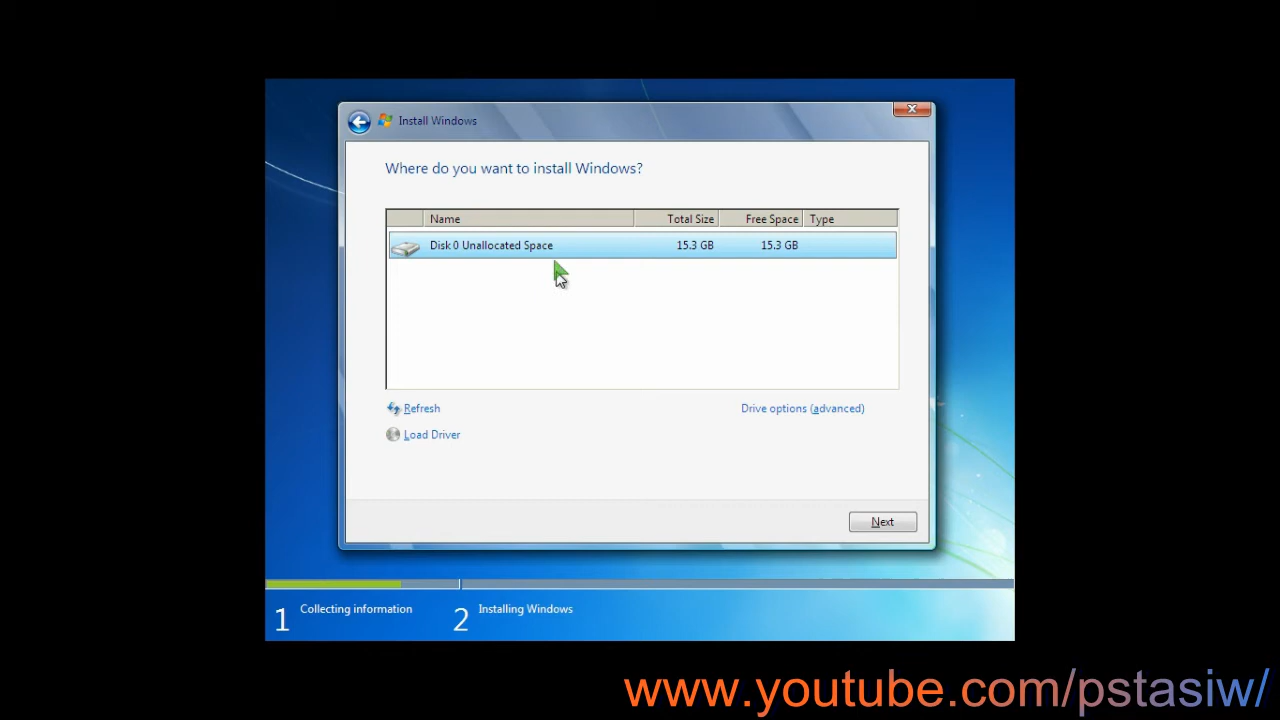 Install Windows
Where do you want to install Windows?
Name Total Size Free Space Type
Disk 0 Unallocated Space 15.3 GB 15.3 GB
Refresh Drive options (advanced)
Load Driver
Next
1 Collecting information 2 Installing Windows
www.youtube.com/pstasiw/